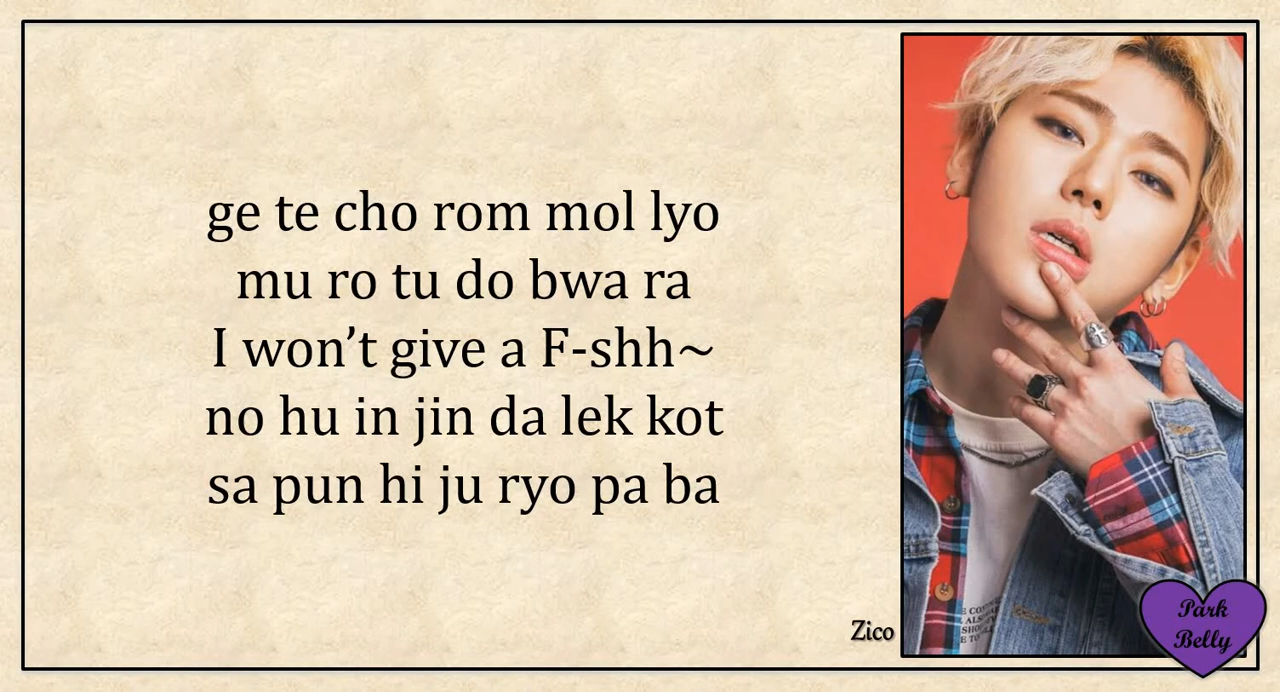 ge te cho rom mol lyo
mu ro tu do bwa ra
I won’t give a F-shh~
no hu in jin da lek kot
sa pun hi ju ryo pa ba
Zico
Park
Belly